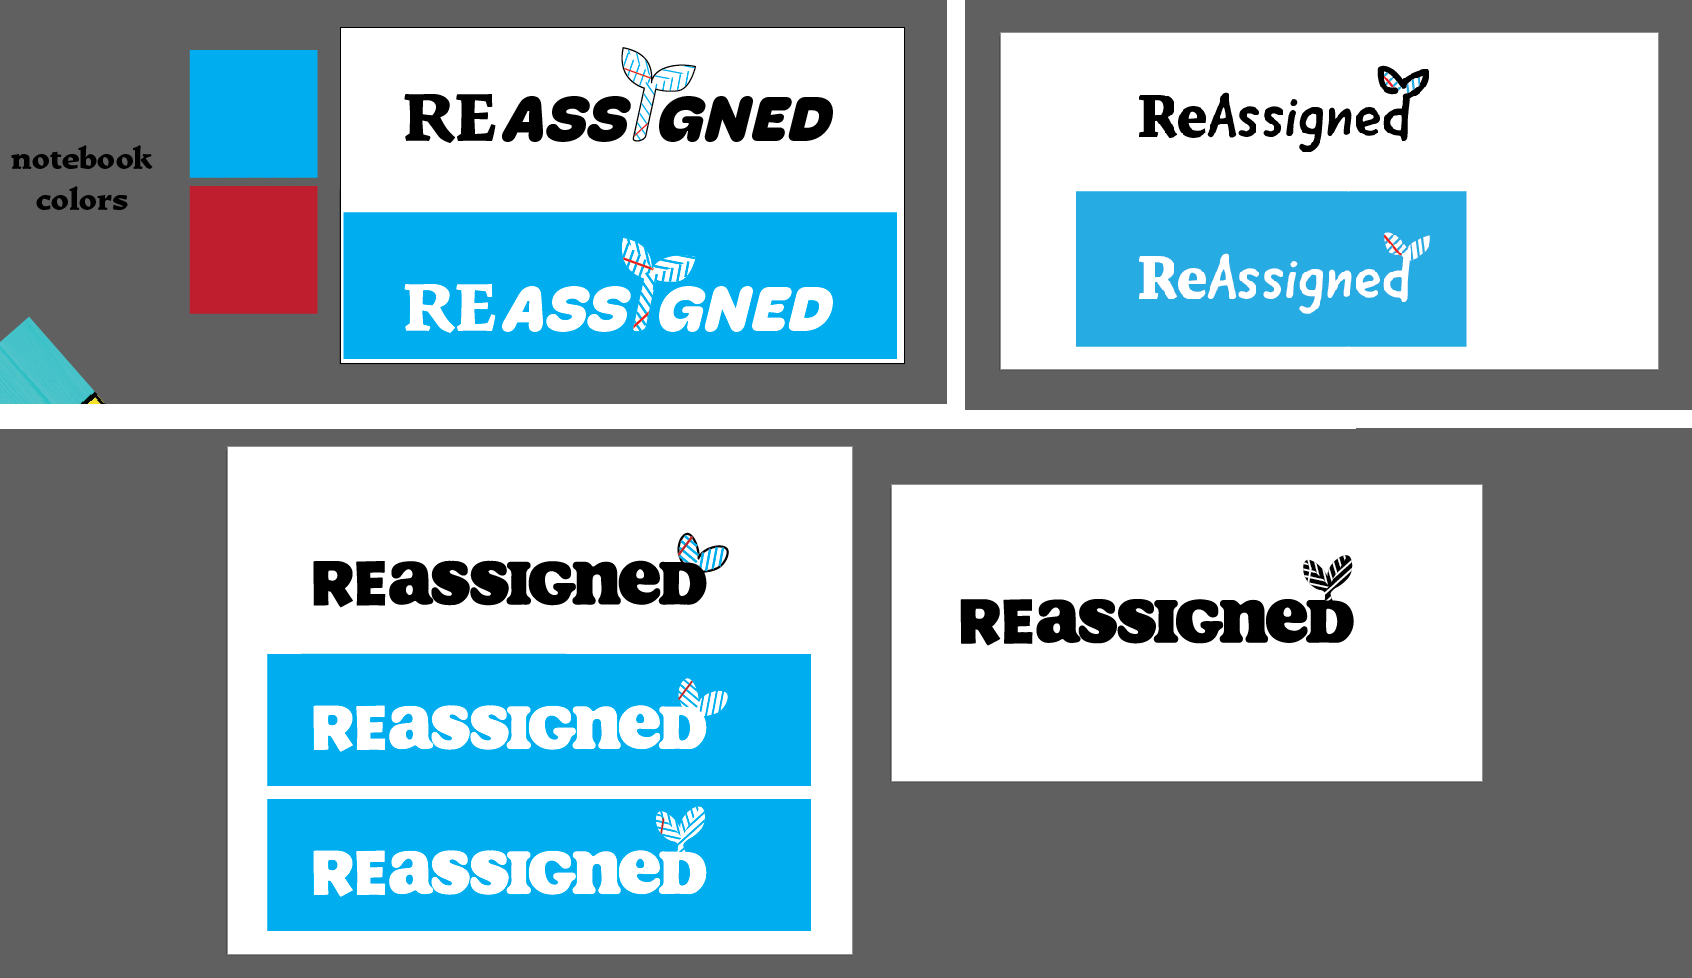 notebook
colors
REASSIGNED
REASSIGNED
ReAssigned
ReAssigned
REassIGneD
REassIGneD
REassIGneD
REassIGneD